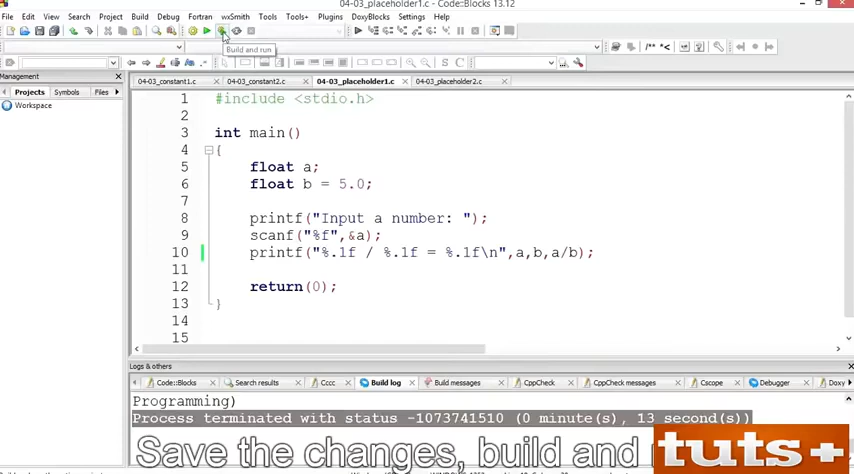 04-03_placeholder1.c - Code::Blocks 13.12
File Edit View Search Project Build Debug Fortran wxSmith Tools Tools+ Plugins DoxyBlocks Settings Help
Build and run
Management
Projects Symbols Files
Workspace
04-03_constant1.c 04-03_constant2.c 04-03_placeholder1.c 04-03_placeholder2.c
1 #include <stdio.h>
2
3 int main()
4 {
5 float a;
6 float b = 5.0;
7
8 printf("Input a number: ");
9 scanf("%f",&a);
10 printf("%.1f / %.1f = %.1f\n",a,b,a/b);
11
12 return(0);
13 }
14
15
Logs & others
Code::Blocks Search results Cccc Build log Build messages CppCheck CppCheck messages Cscope Debugger Doxy
Programming)
Process terminated with status -1073741510 (0 minute(s), 13 second(s))
Save the changes, build and
tuts+